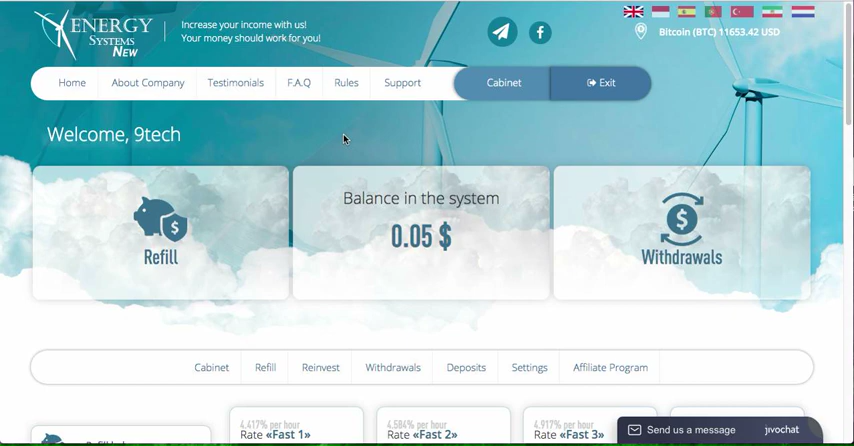 ENERGY
SYSTEMS
NEW
Increase your income with us!
Your money should work for you!
Bitcoin (BTC) 11653.42 USD
Home About Company Testimonials F.A.Q Rules Support Cabinet Exit
Welcome, 9tech
Refill
Balance in the system
0.05 $
Withdrawals
Cabinet Refill Reinvest Withdrawals Deposits Settings Affiliate Program
4,417% per hour
Rate «Fast 1»
4,584% per hour
Rate «Fast 2»
4,917% per hour
Rate «Fast 3»
Send us a message jivochat